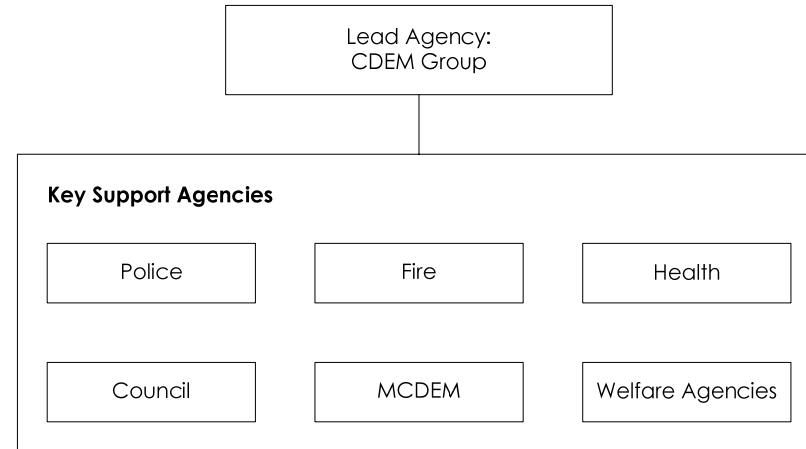 Lead Agency:
CDEM Group
Key Support Agencies
Police
Fire
Health
Council
MCDEM
Welfare Agencies